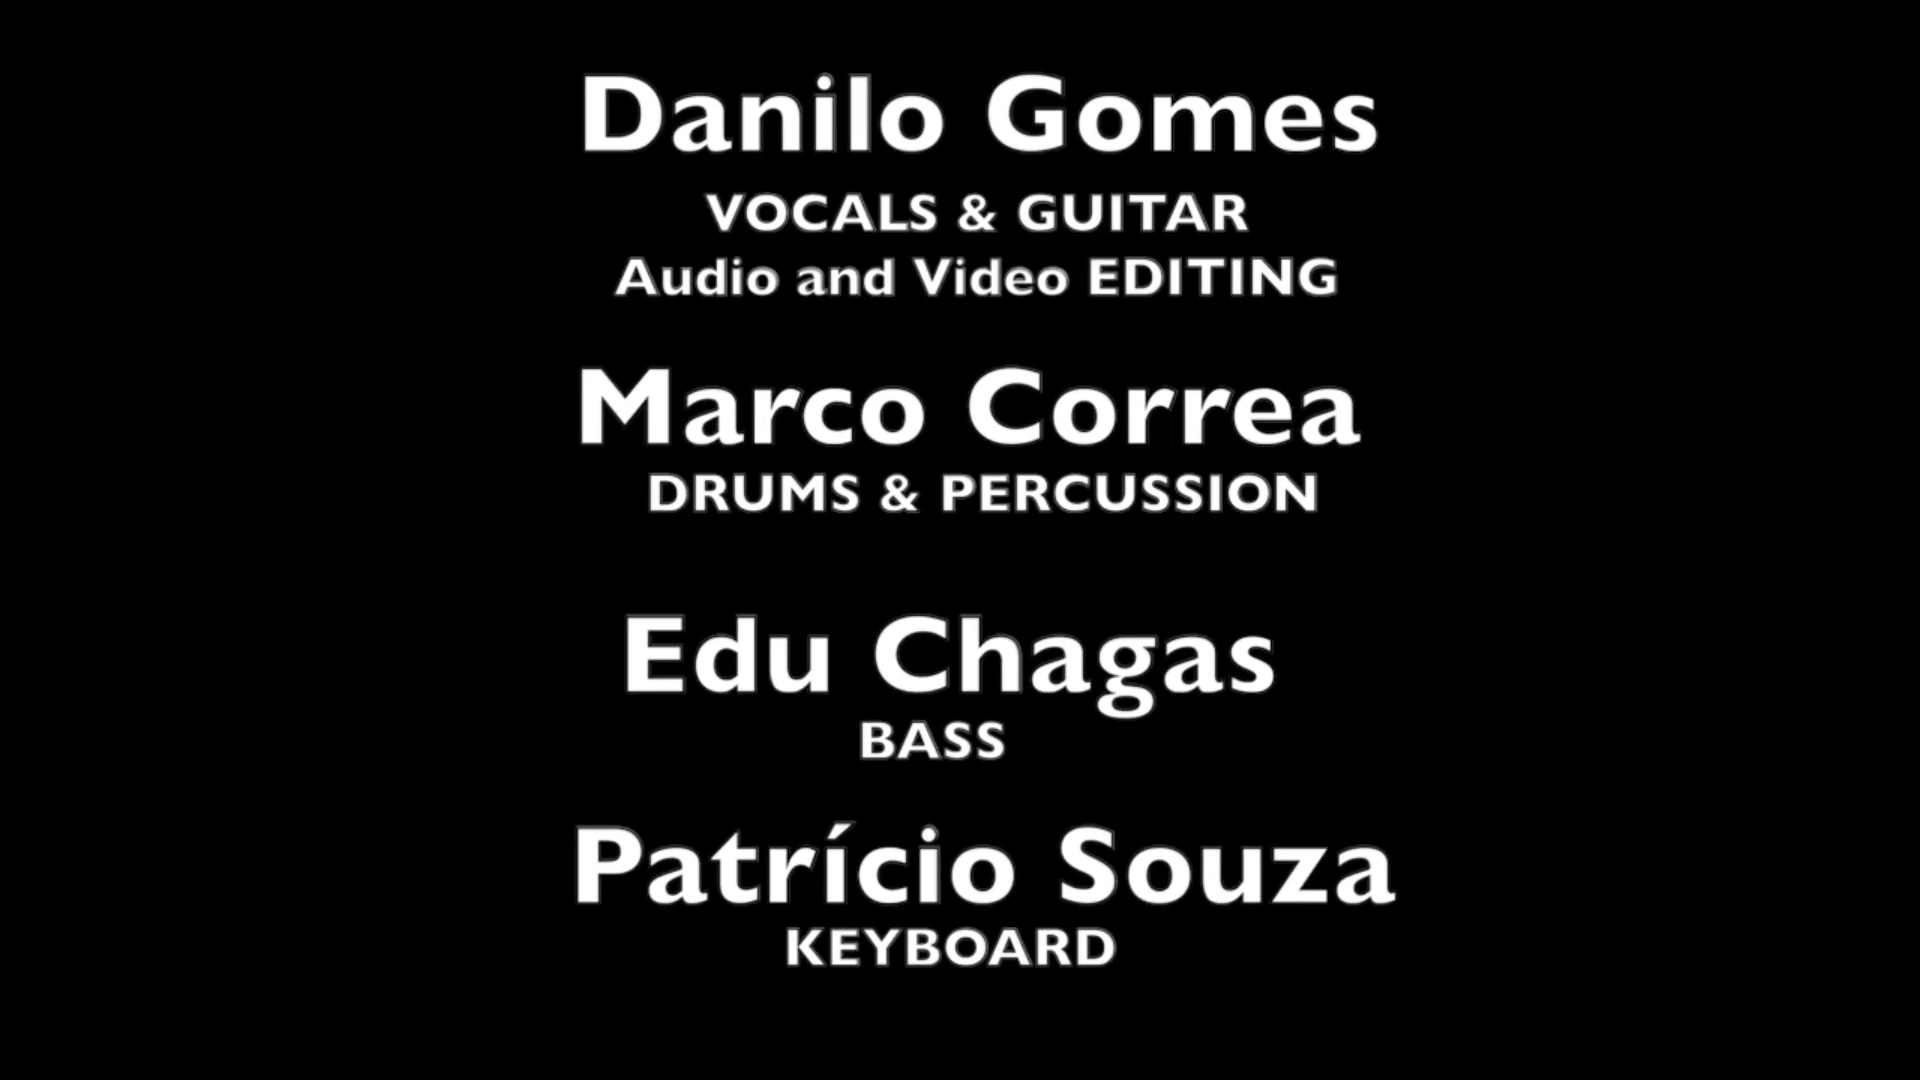 Danilo Gomes
VOCALS & GUITAR
Audio and Video EDITING
Marco Correa
DRUMS & PERCUSSION
Edu Chagas
BASS
Patrício Souza
KEYBOARD